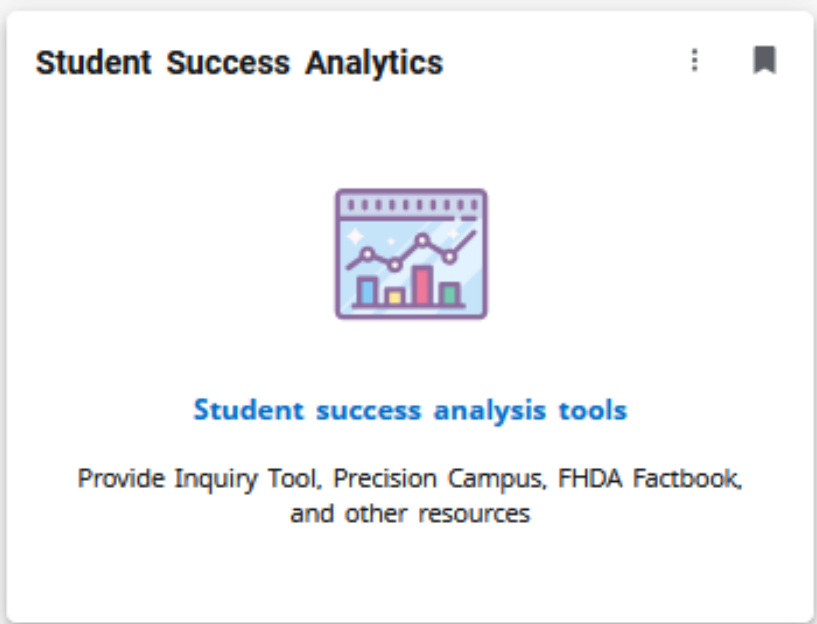 Student Success Analytics
Student success analysis tools
Provide Inquiry Tool, Precision Campus, FHDA Factbook,
and other resources